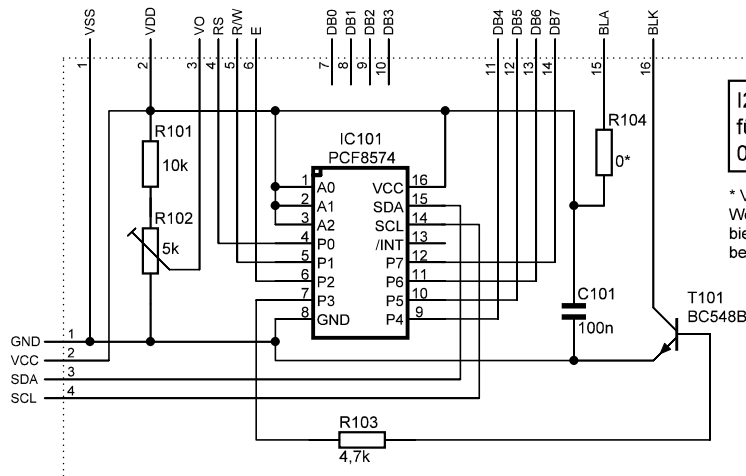 VSS VDD VO RS R/W E DB0 DB1 DB2 DB3 DB4 DB5 DB6 DB7 BLA BLK
1 2 3 4 5 6 7 8 9 10 11 12 13 14 15 16
I2
fü
0
R101
10k
R102
5k
IC101
PCF8574
1 A0 VCC 16
2 A1 SDA 15
3 A2 SCL 14
4 P0 /INT 13
5 P1 P7 12
6 P2 P6 11
7 P3 P5 10
8 GND P4 9
R104
0*
* V
We
bie
be
C101
100n
T101
BC548B
GND 1
VCC 2
SDA 3
SCL 4
R103
4,7k